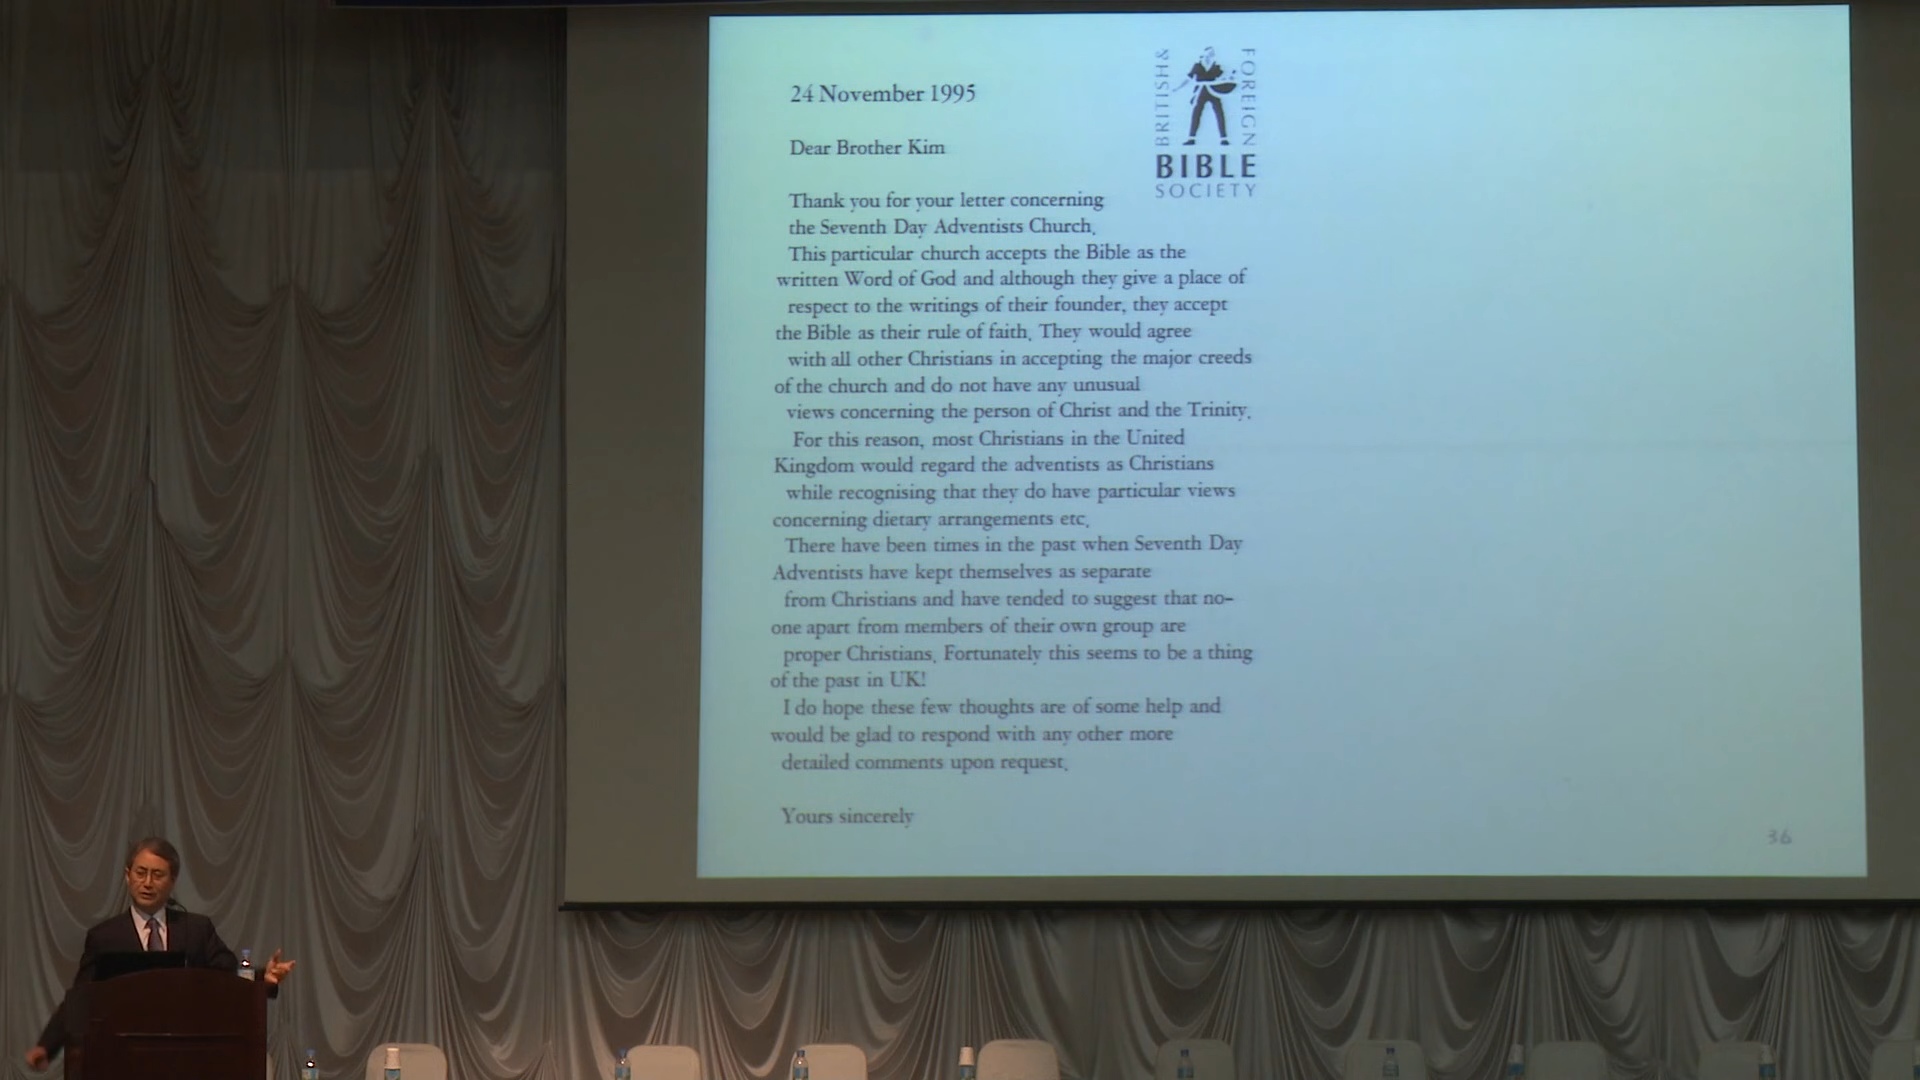 24 November 1995
BRITISH &
FOREIGN
BIBLE
SOCIETY
Dear Brother Kim
Thank you for your letter concerning
the Seventh Day Adventists Church.
This particular church accepts the Bible as the
written Word of God and although they give a place of
respect to the writings of their founder, they accept
the Bible as their rule of faith. They would agree
with all other Christians in accepting the major creeds
of the church and do not have any unusual
views concerning the person of Christ and the Trinity.
For this reason, most Christians in the United
Kingdom would regard the adventists as Christians
while recognising that they do have particular views
concerning dietary arrangements etc.
There have been times in the past when Seventh Day
Adventists have kept themselves as separate
from Christians and have tended to suggest that no-
one apart from members of their own group are
proper Christians. Fortunately this seems to be a thing
of the past in UK!
I do hope these few thoughts are of some help and
would be glad to respond with any other more
detailed comments upon request.
Yours sincerely
36